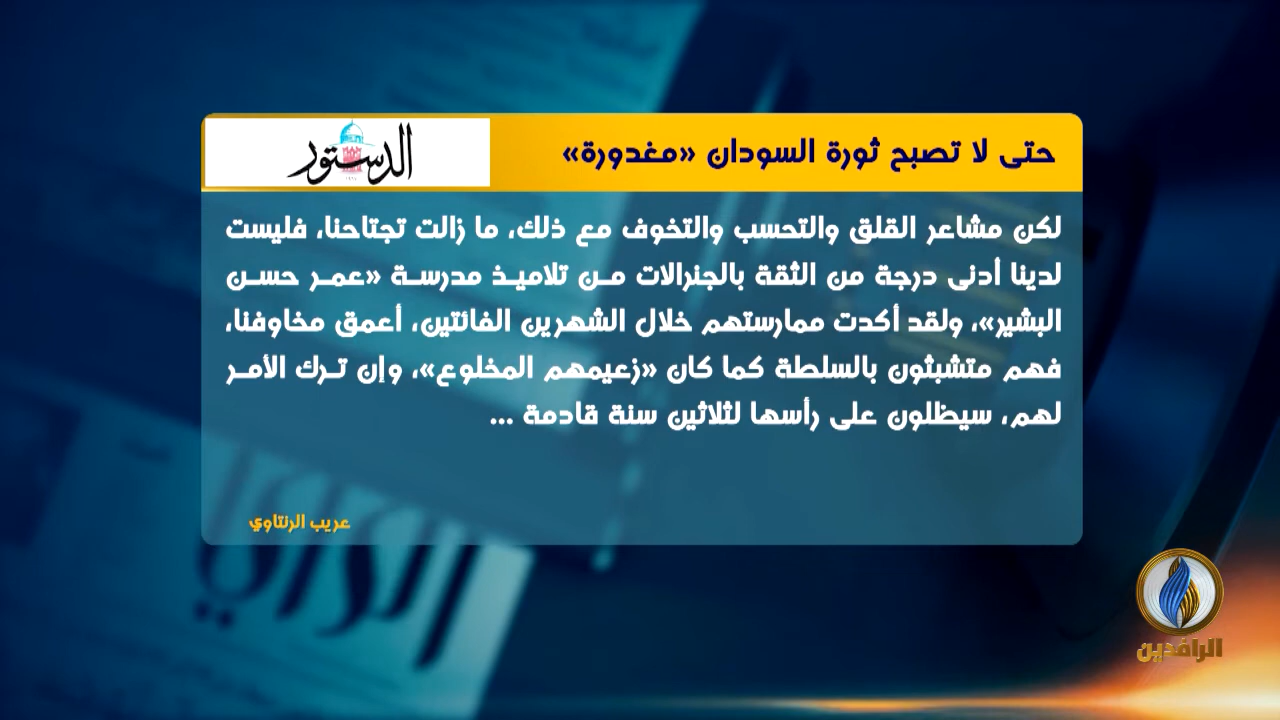 حتى لا تصبح ثورة السودان «مغدورة»
الدستور
لكن مشاعر القلق والتحسب والتخوف مع ذلك، ما زالت تجتاحنا، فليست
لدينا أدنى درجة من الثقة بالجنرالات من تلاميذ مدرسة «عمر حسن
البشير»، ولقد أكدت ممارستهم خلال الشهرين الفائتين، أعمق مخاوفنا،
فهم متشبثون بالسلطة كما كان «زعيمهم المخلوع»، وإن ترك الأمر
لهم، سيظلون على رأسها لثلاثين سنة قادمة ...
عريب الرنتاوي
الرأي
الرافدين